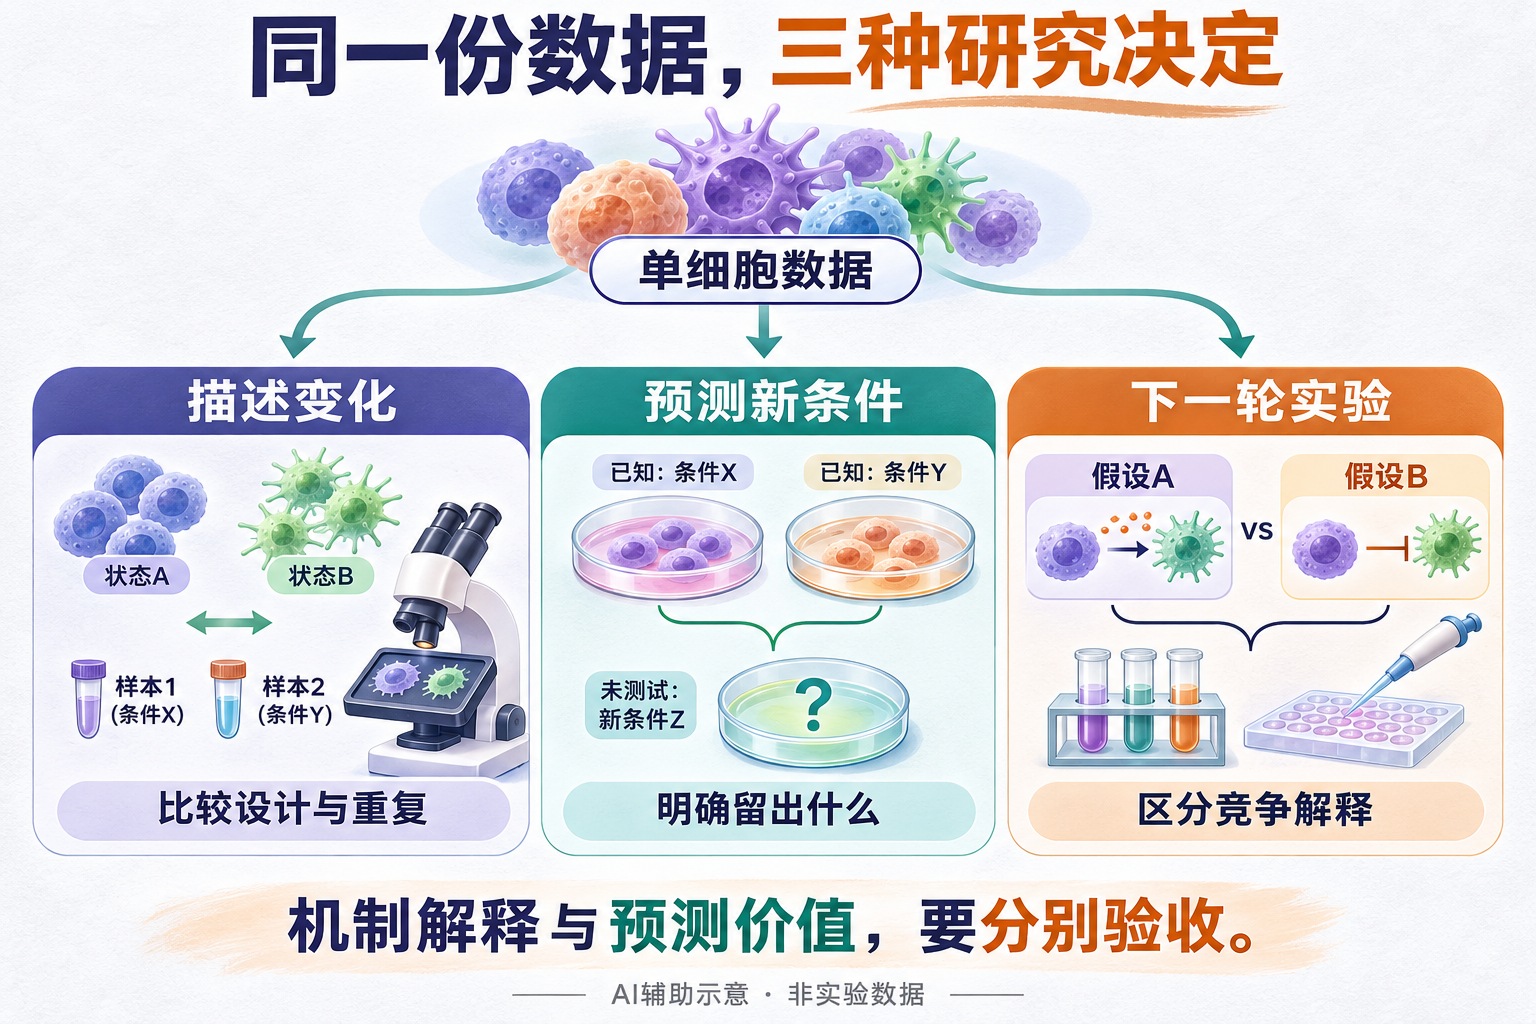 同一份数据，三种研究决定
单细胞数据
描述变化
状态A
状态B
样本1
(条件X)
样本2
(条件Y)
比较设计与重复
预测新条件
已知：条件X
已知：条件Y
未测试：
新条件Z
?
明确留出什么
下一轮实验
假设A
VS
假设B
区分竞争解释
机制解释与预测价值，要分别验收。
AI辅助示意 · 非实验数据